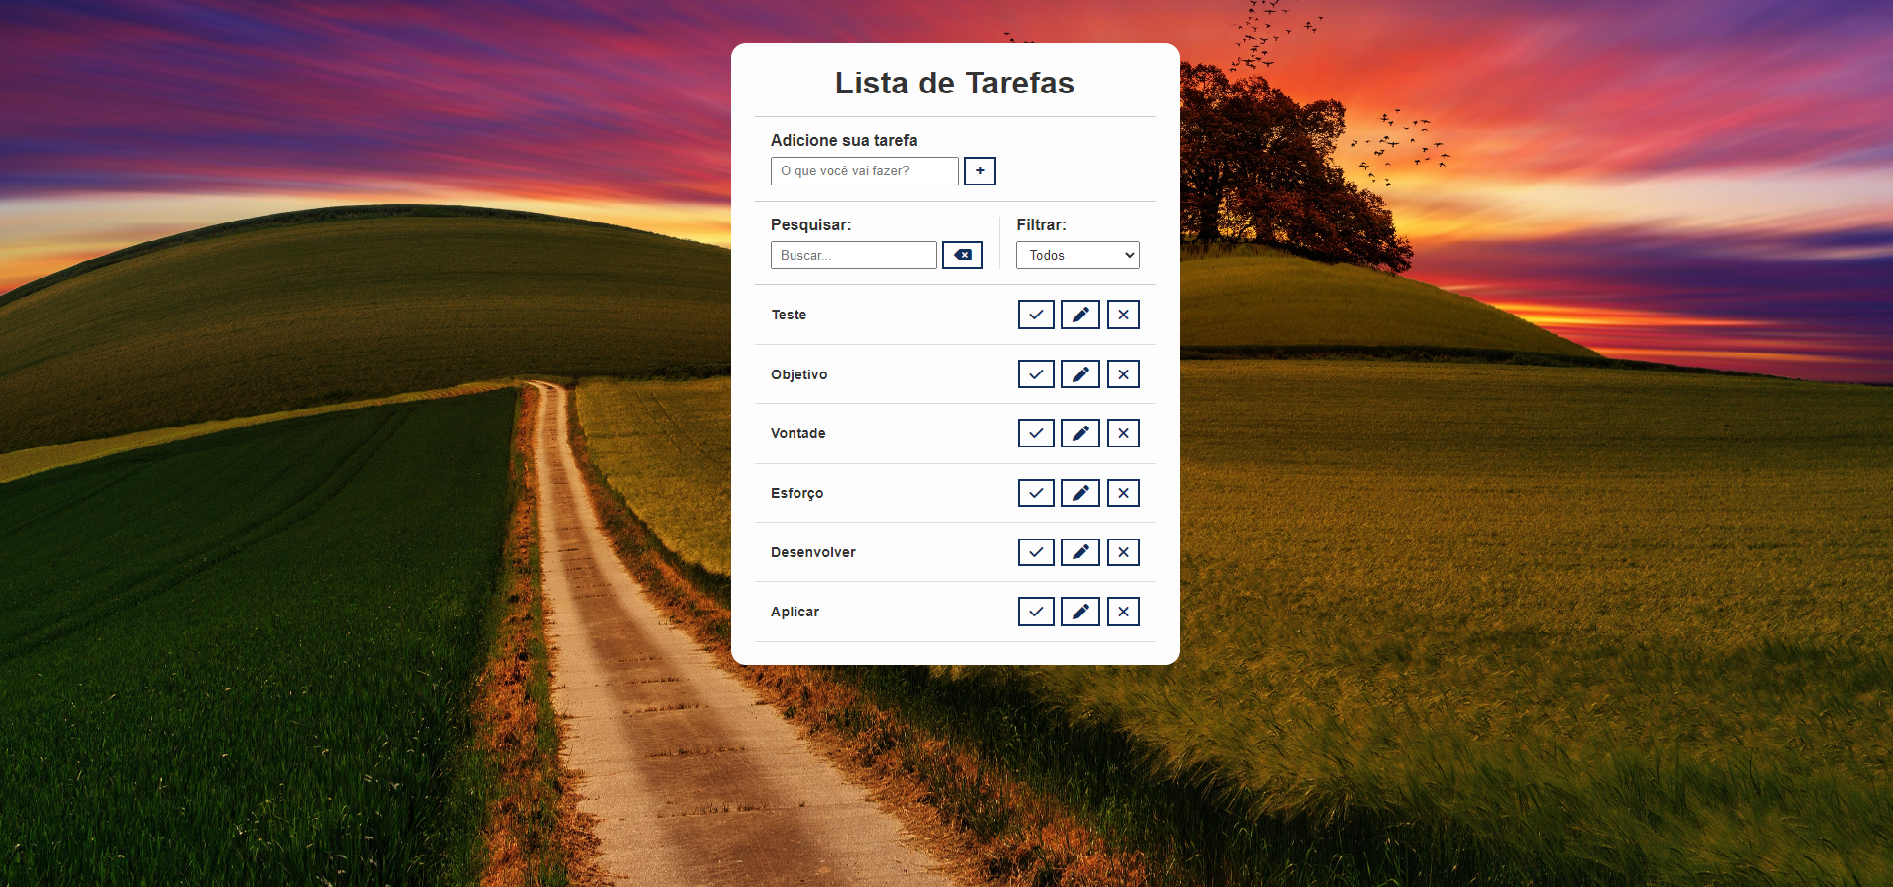 Lista de Tarefas
Adicione sua tarefa
O que você vai fazer?
+
Pesquisar:
Filtrar:
Buscar...
Todos
Teste
Objetivo
Vontade
Esforço
Desenvolver
Aplicar